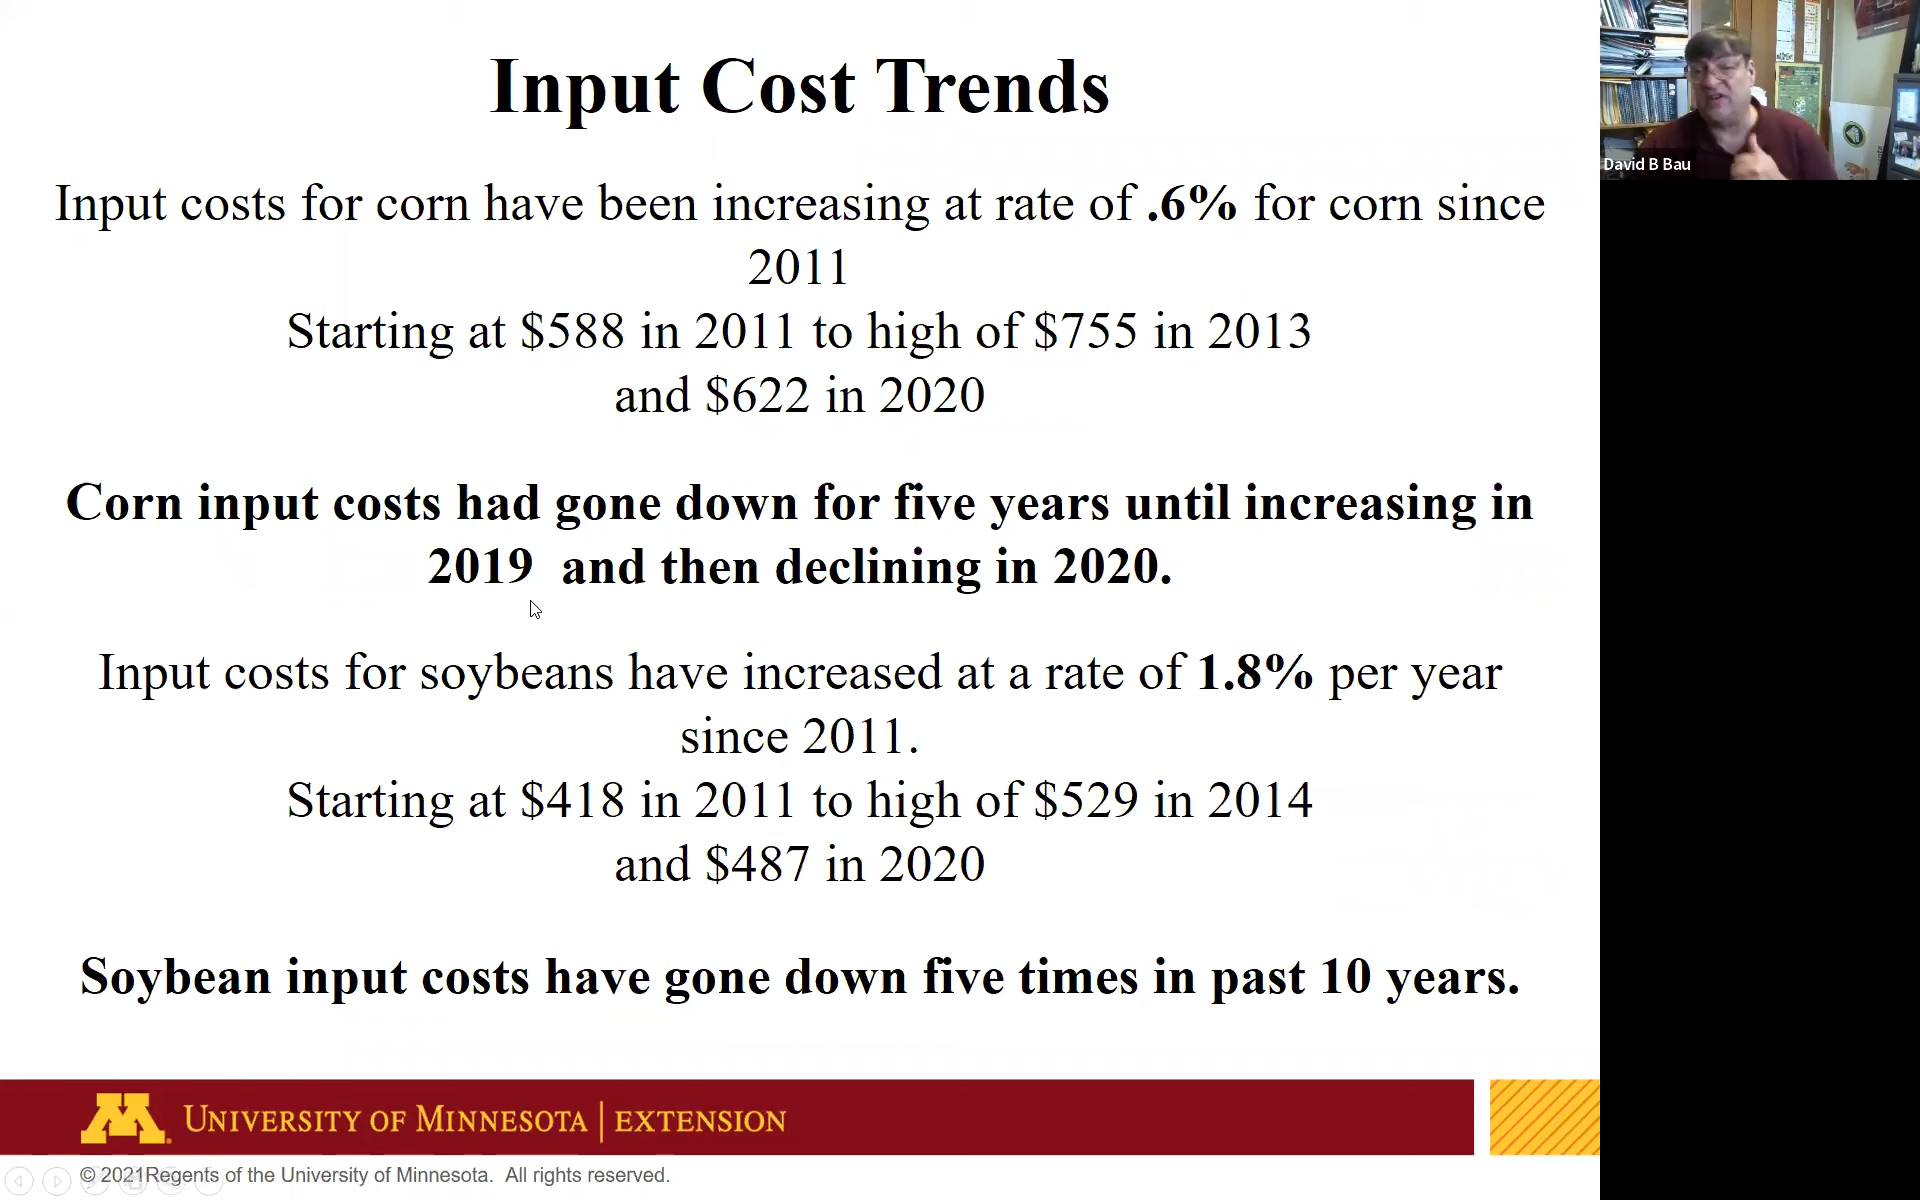 Input Cost Trends
Input costs for corn have been increasing at rate of .6% for corn since
2011
Starting at $588 in 2011 to high of $755 in 2013
and $622 in 2020
Corn input costs had gone down for five years until increasing in
2019  and then declining in 2020.
Input costs for soybeans have increased at a rate of 1.8% per year
since 2011.
Starting at $418 in 2011 to high of $529 in 2014
and $487 in 2020
Soybean input costs have gone down five times in past 10 years.
M UNIVERSITY OF MINNESOTA | EXTENSION
© 2021Regents of the University of Minnesota.  All rights reserved.
David B Bau